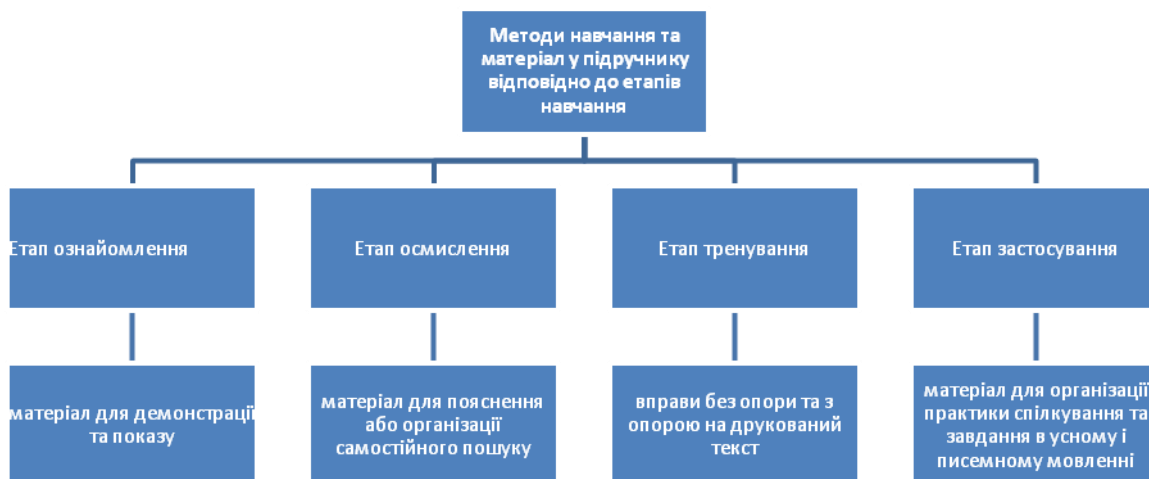 Методи навчання та
матеріал у підручнику
відповідно до етапів
навчання
Етап ознайомлення
Етап осмислення
Етап тренування
Етап застосування
матеріал для демонстрації
та показу
матеріал для пояснення
або організації
самостійного пошуку
вправи без опори та з
опорою на друкований
текст
матеріал для організації
практики спілкування та
завдання в усному і
писемному мовленні